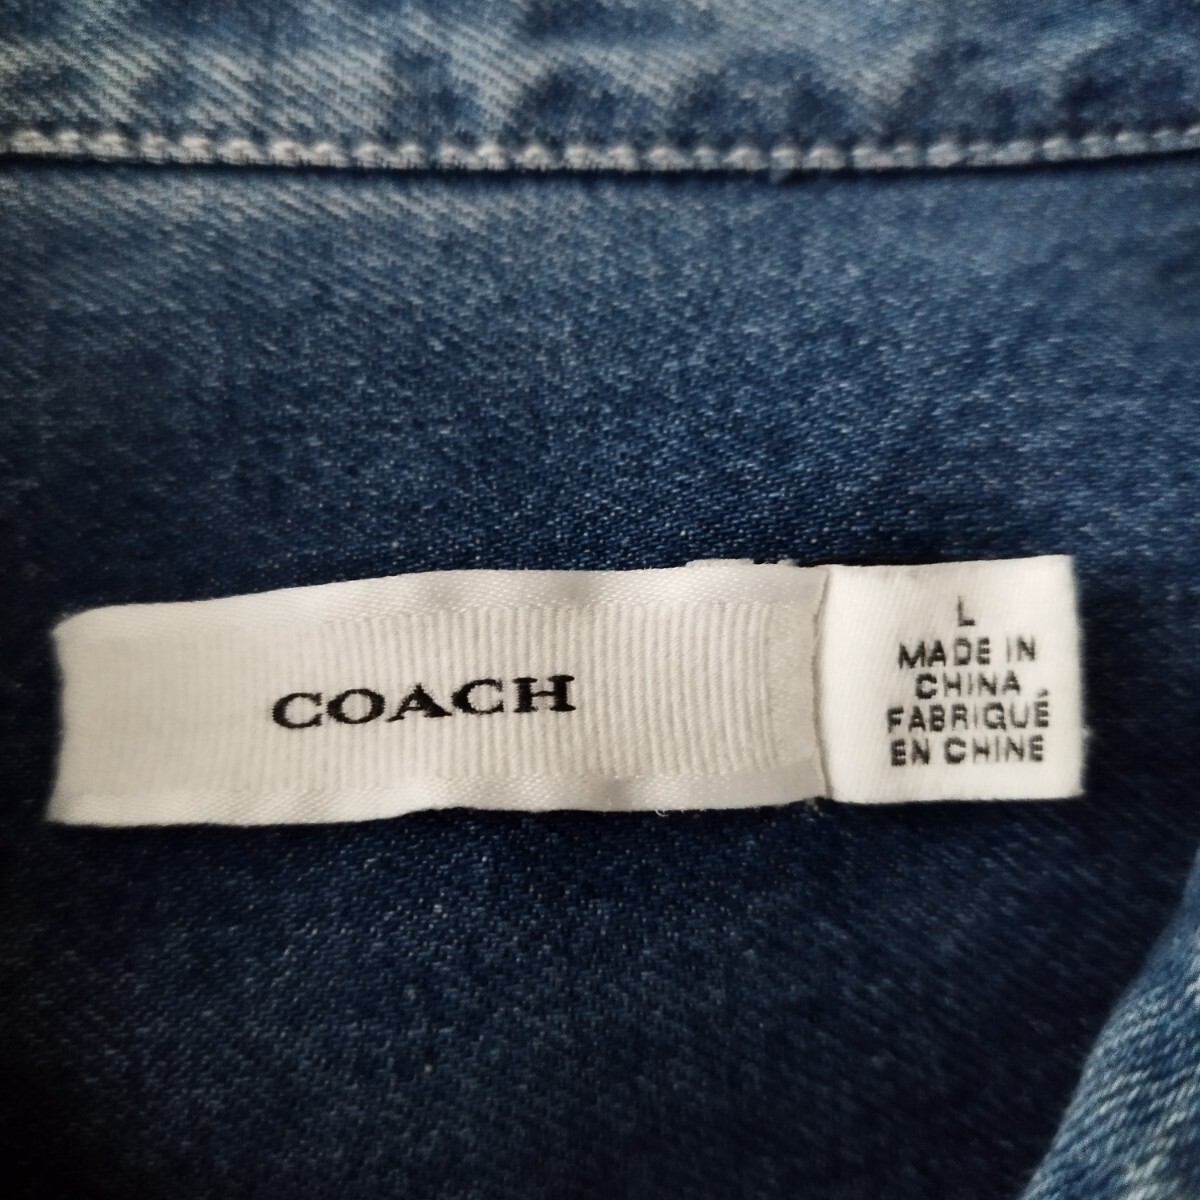 COACH
L
MADE IN
CHINA
FABRIQUÉ
EN CHINE